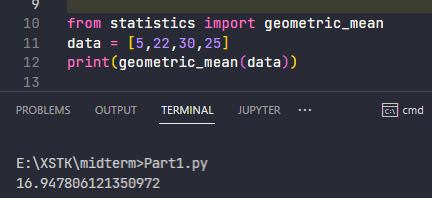 9
10 from statistics import geometric_mean
11 data = [5,22,30,25]
12 print(geometric_mean(data))
13
PROBLEMS OUTPUT TERMINAL JUPYTER ··· cmd
E:\XSTK\midterm>Part1.py
16.947806121350972